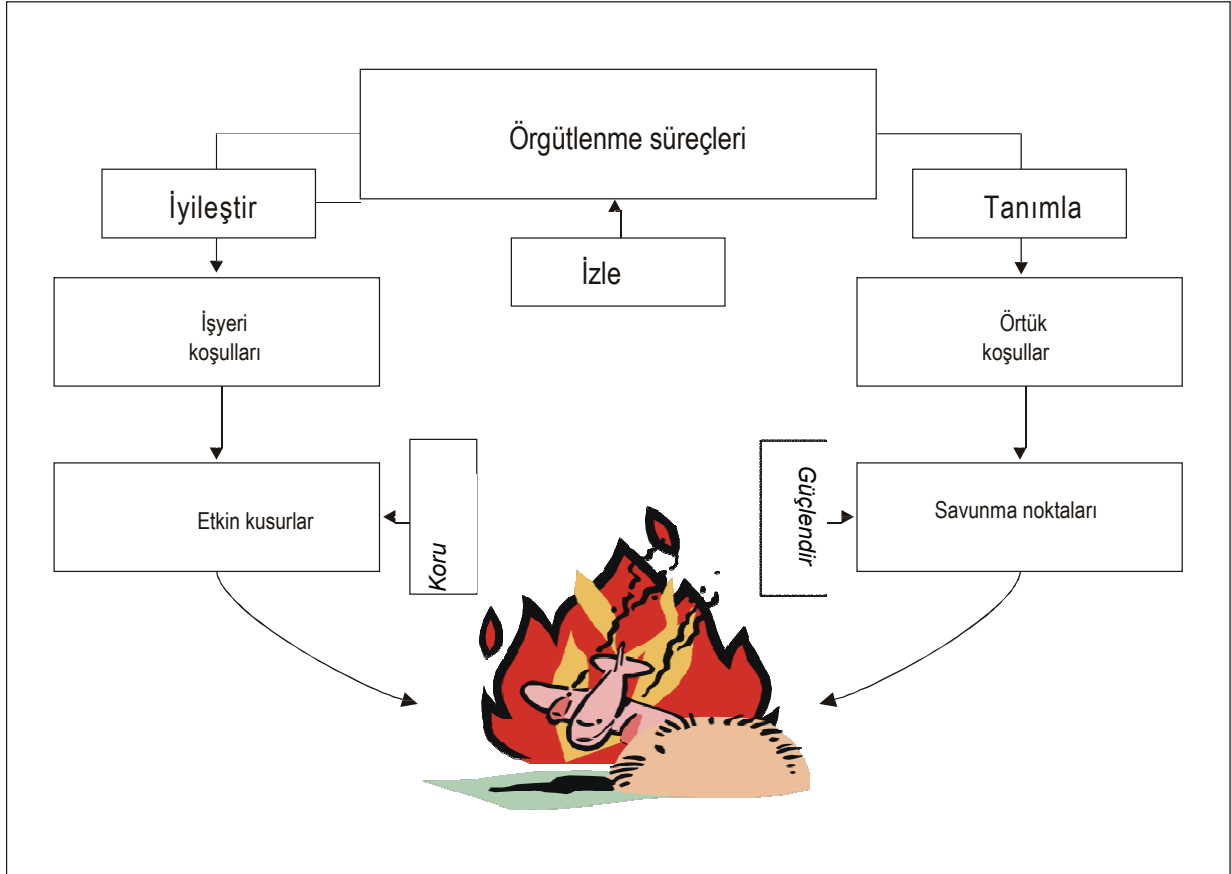 Örgütlenme süreçleri
İyileştir
Tanımla
İzle
İşyeri
koşulları
Örtük
koşullar
Koru
Güçlendir
Etkin kusurlar
Savunma noktaları